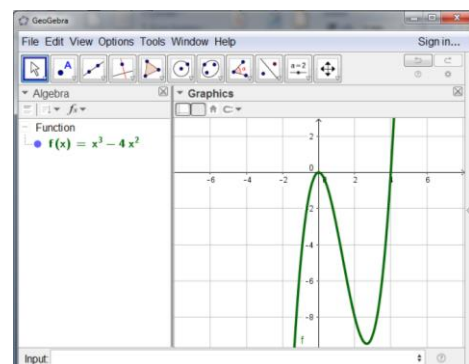 GeoGebra
File Edit View Options Tools Window Help Sign in...
A a=2
Algebra Graphics
Function
f(x) = x³ − 4 x²
2
0
-6 -4 -2 0 2 4 6
-2
-4
-6
-8
f
Input: